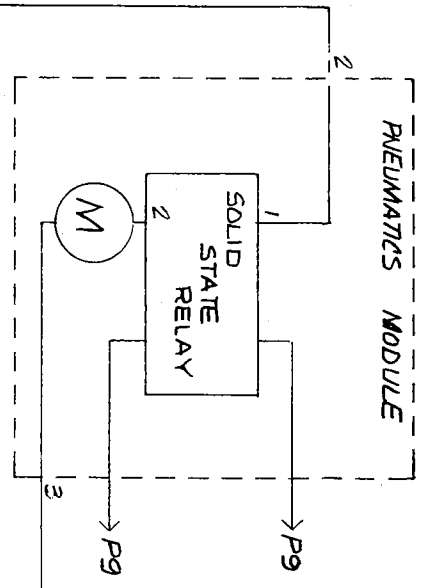 PNEUMATICS MODULE
2
1
SOLID
STATE
RELAY
2
M
3
P9
P9